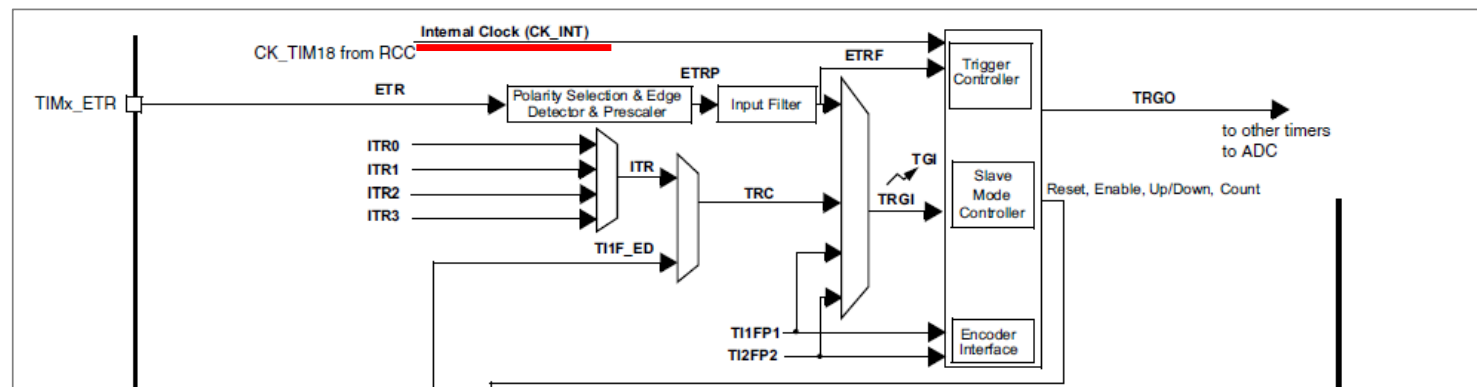 Internal Clock (CK_INT)
CK_TIM18 from RCC
ETRF
Trigger
Controller
TIMx_ETR
ETR
Polarity Selection & Edge
Detector & Prescaler
ETRP
Input Filter
TRGO
to other timers
to ADC
ITR0
ITR1
ITR2
ITR3
ITR
TI1F_ED
TRC
TGI
TRGI
Slave
Mode
Controller
Reset, Enable, Up/Down, Count
TI1FP1
TI2FP2
Encoder
Interface